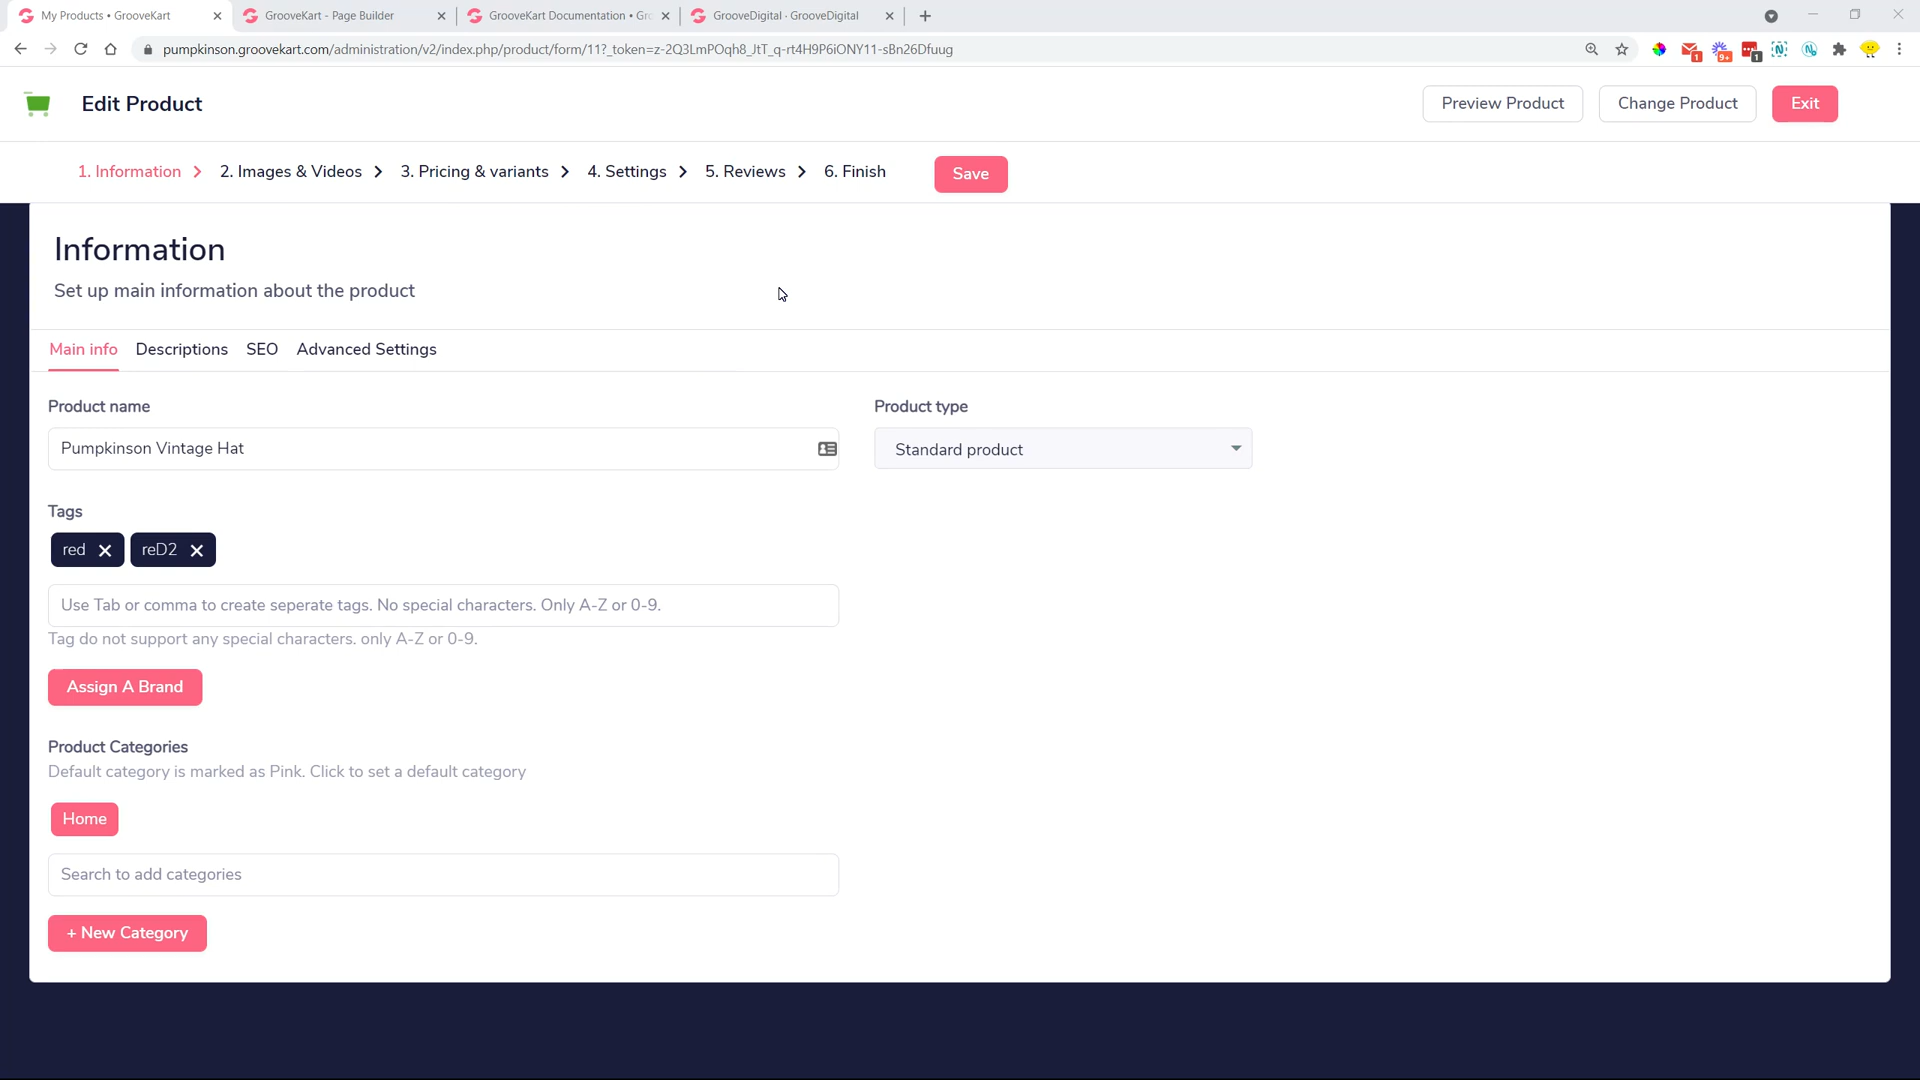 My Products • GrooveKart
GrooveKart - Page Builder
GrooveKart Documentation • Gr
GrooveDigital · GrooveDigital
pumpkinson.groovekart.com/administration/v2/index.php/product/form/11?_token=z-2Q3LmPOqh8_JtT_q-rt4H9P6iONY11-sBn26Dfuug
1
9+
1
Edit Product
Preview Product
Change Product
Exit
1. Information
2. Images & Videos
3. Pricing & variants
4. Settings
5. Reviews
6. Finish
Save
Information
Set up main information about the product
Main info
Descriptions
SEO
Advanced Settings
Product name
Product type
Pumpkinson Vintage Hat
Standard product
Tags
red
reD2
Use Tab or comma to create seperate tags. No special characters. Only A-Z or 0-9.
Tag do not support any special characters. only A-Z or 0-9.
Assign A Brand
Product Categories
Default category is marked as Pink. Click to set a default category
Home
Search to add categories
+ New Category